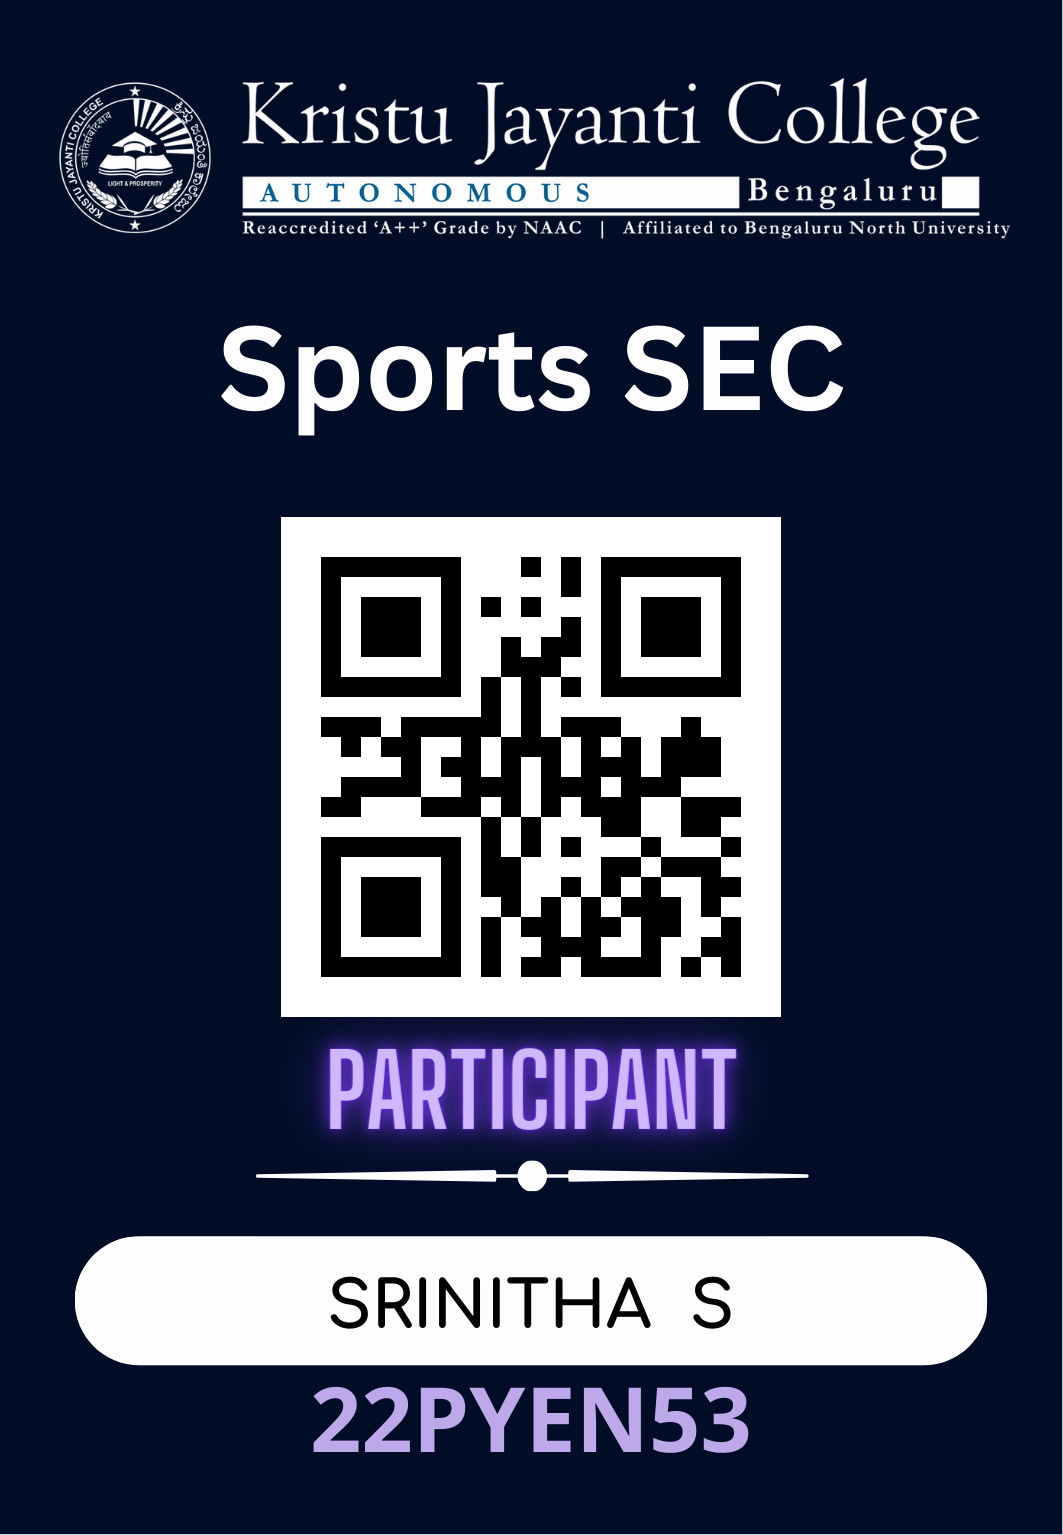 KRISTU JAYANTI COLLEGE
ಕ್ರಿಸ್ತು ಜಯಂತಿ ಕಾಲೇಜು
LIGHT & PROSPERITY
Kristu Jayanti College
AUTONOMOUS Bengaluru
Reaccredited ‘A++’ Grade by NAAC | Affiliated to Bengaluru North University
Sports SEC
PARTICIPANT
SRINITHA S
22PYEN53